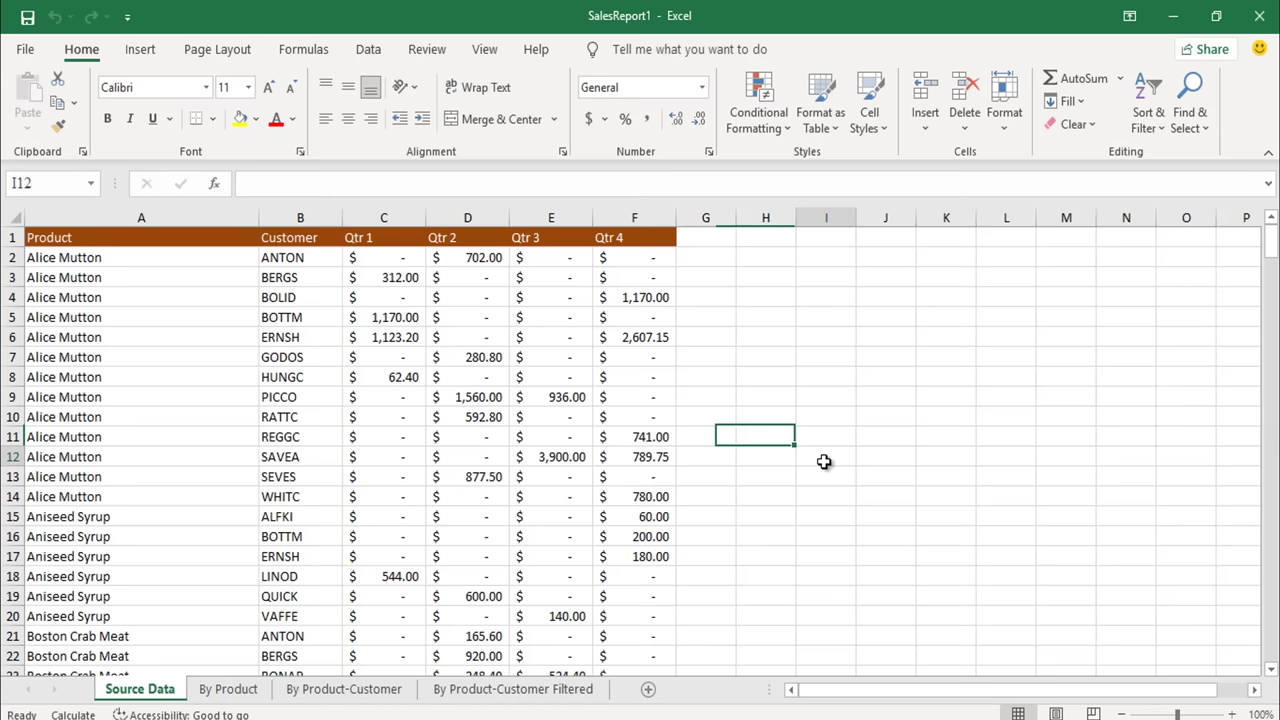 SalesReport1 - Excel
File Home Insert Page Layout Formulas Data Review View Help Tell me what you want to do Share
Calibri 11 A A Wrap Text General AutoSum
Paste B I U A Merge & Center $ % , Conditional Formatting Format as Table Cell Styles Insert Delete Format Fill Clear Sort & Filter Find & Select
Clipboard Font Alignment Number Styles Cells Editing
I12 fx
A B C D E F G H I J K L M N O P
1 Product Customer Qtr 1 Qtr 2 Qtr 3 Qtr 4
2 Alice Mutton ANTON $ - $ 702.00 $ - $ -
3 Alice Mutton BERGS $ 312.00 $ - $ - $ -
4 Alice Mutton BOLID $ - $ - $ - $ 1,170.00
5 Alice Mutton BOTTM $ 1,170.00 $ - $ - $ -
6 Alice Mutton ERNSH $ 1,123.20 $ - $ - $ 2,607.15
7 Alice Mutton GODOS $ - $ 280.80 $ - $ -
8 Alice Mutton HUNGC $ 62.40 $ - $ - $ -
9 Alice Mutton PICCO $ - $ 1,560.00 $ 936.00 $ -
10 Alice Mutton RATTC $ - $ 592.80 $ - $ -
11 Alice Mutton REGGC $ - $ - $ - $ 741.00
12 Alice Mutton SAVEA $ - $ - $ 3,900.00 $ 789.75
13 Alice Mutton SEVES $ - $ 877.50 $ - $ -
14 Alice Mutton WHITC $ - $ - $ - $ 780.00
15 Aniseed Syrup ALFKI $ - $ - $ - $ 60.00
16 Aniseed Syrup BOTTM $ - $ - $ - $ 200.00
17 Aniseed Syrup ERNSH $ - $ - $ - $ 180.00
18 Aniseed Syrup LINOD $ 544.00 $ - $ - $ -
19 Aniseed Syrup QUICK $ - $ 600.00 $ - $ -
20 Aniseed Syrup VAFFE $ - $ - $ 140.00 $ -
21 Boston Crab Meat ANTON $ - $ 165.60 $ - $ -
22 Boston Crab Meat BERGS $ - $ 920.00 $ - $ -
23 Boston Crab Meat BONAP $ - $ 248.40 $ 524.40 $ -
Source Data By Product By Product-Customer By Product-Customer Filtered
Ready Calculate Accessibility: Good to go 100%